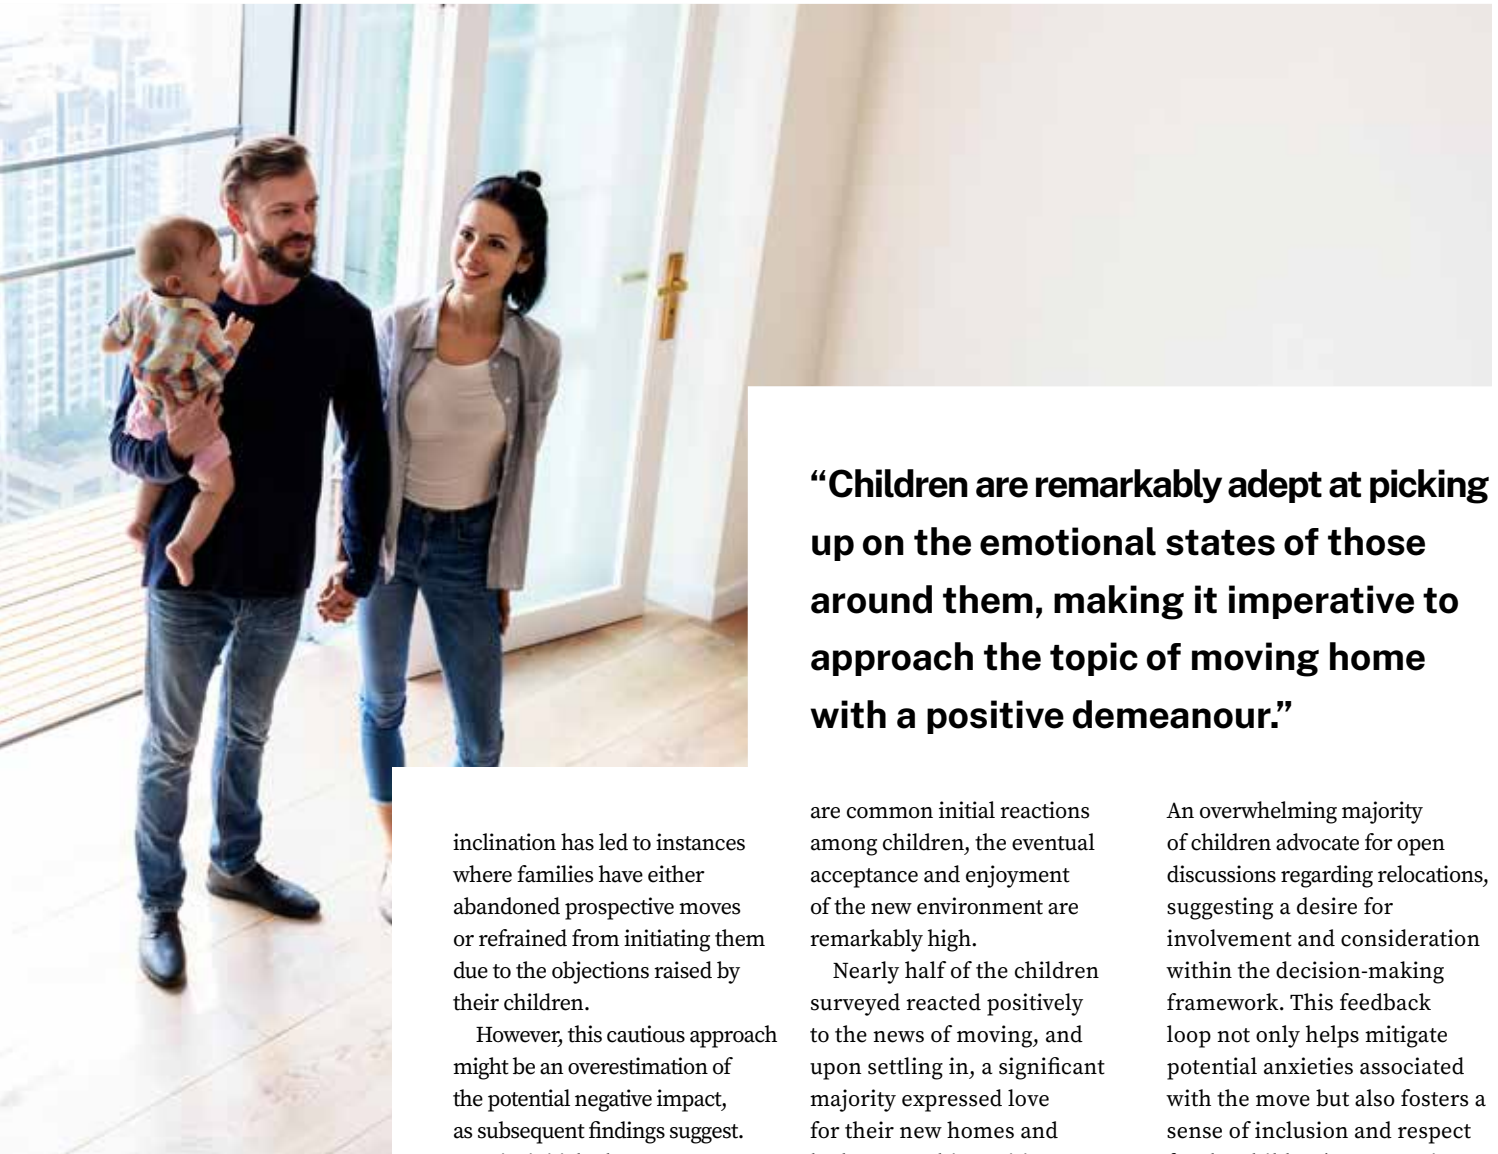 “Children are remarkably adept at picking
up on the emotional states of those
around them, making it imperative to
approach the topic of moving home
with a positive demeanour.”
inclination has led to instances
where families have either
abandoned prospective moves
or refrained from initiating them
due to the objections raised by
their children.
However, this cautious approach
might be an overestimation of
the potential negative impact,
as subsequent findings suggest.
are common initial reactions
among children, the eventual
acceptance and enjoyment
of the new environment are
remarkably high.
Nearly half of the children
surveyed reacted positively
to the news of moving, and
upon settling in, a significant
majority expressed love
for their new homes and
An overwhelming majority
of children advocate for open
discussions regarding relocations,
suggesting a desire for
involvement and consideration
within the decision-making
framework. This feedback
loop not only helps mitigate
potential anxieties associated
with the move but also fosters a
sense of inclusion and respect